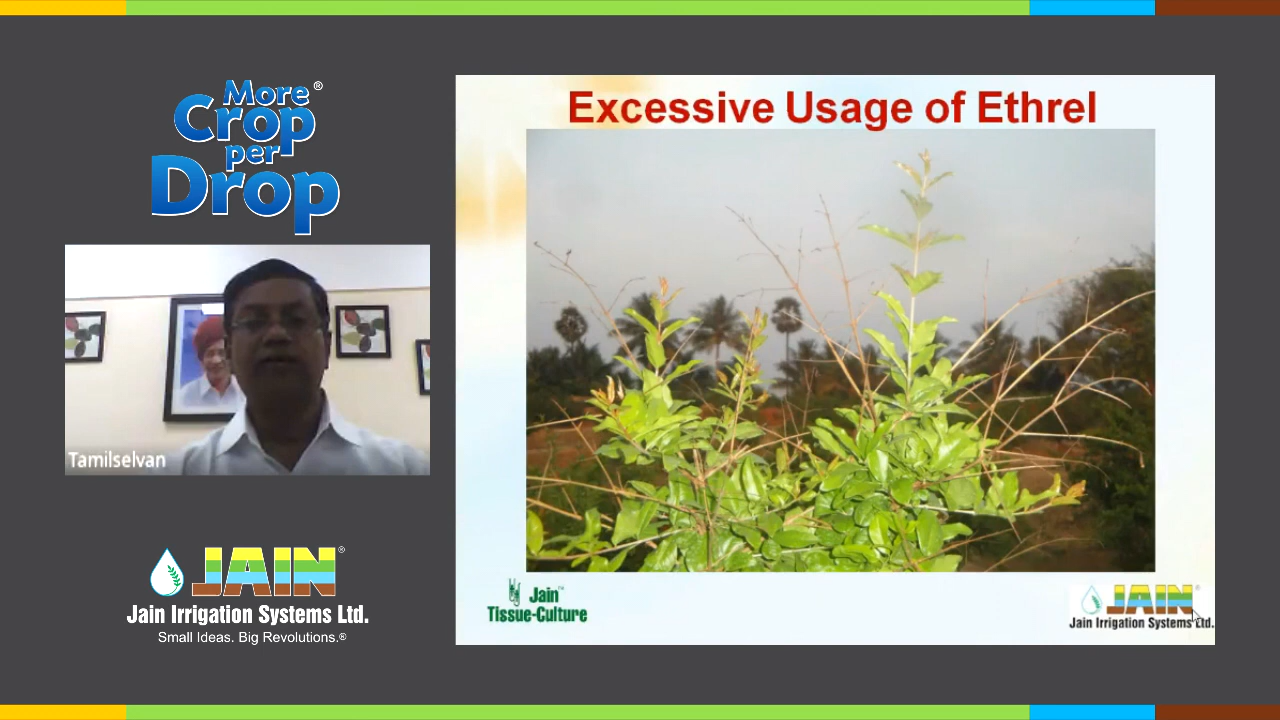 More®
Crop
per
Drop
Tamilselvan
JAIN®
Jain Irrigation Systems Ltd.
Small Ideas. Big Revolutions.®
Excessive Usage of Ethrel
Jain™
Tissue-Culture
JAIN®
Jain Irrigation Systems Ltd.